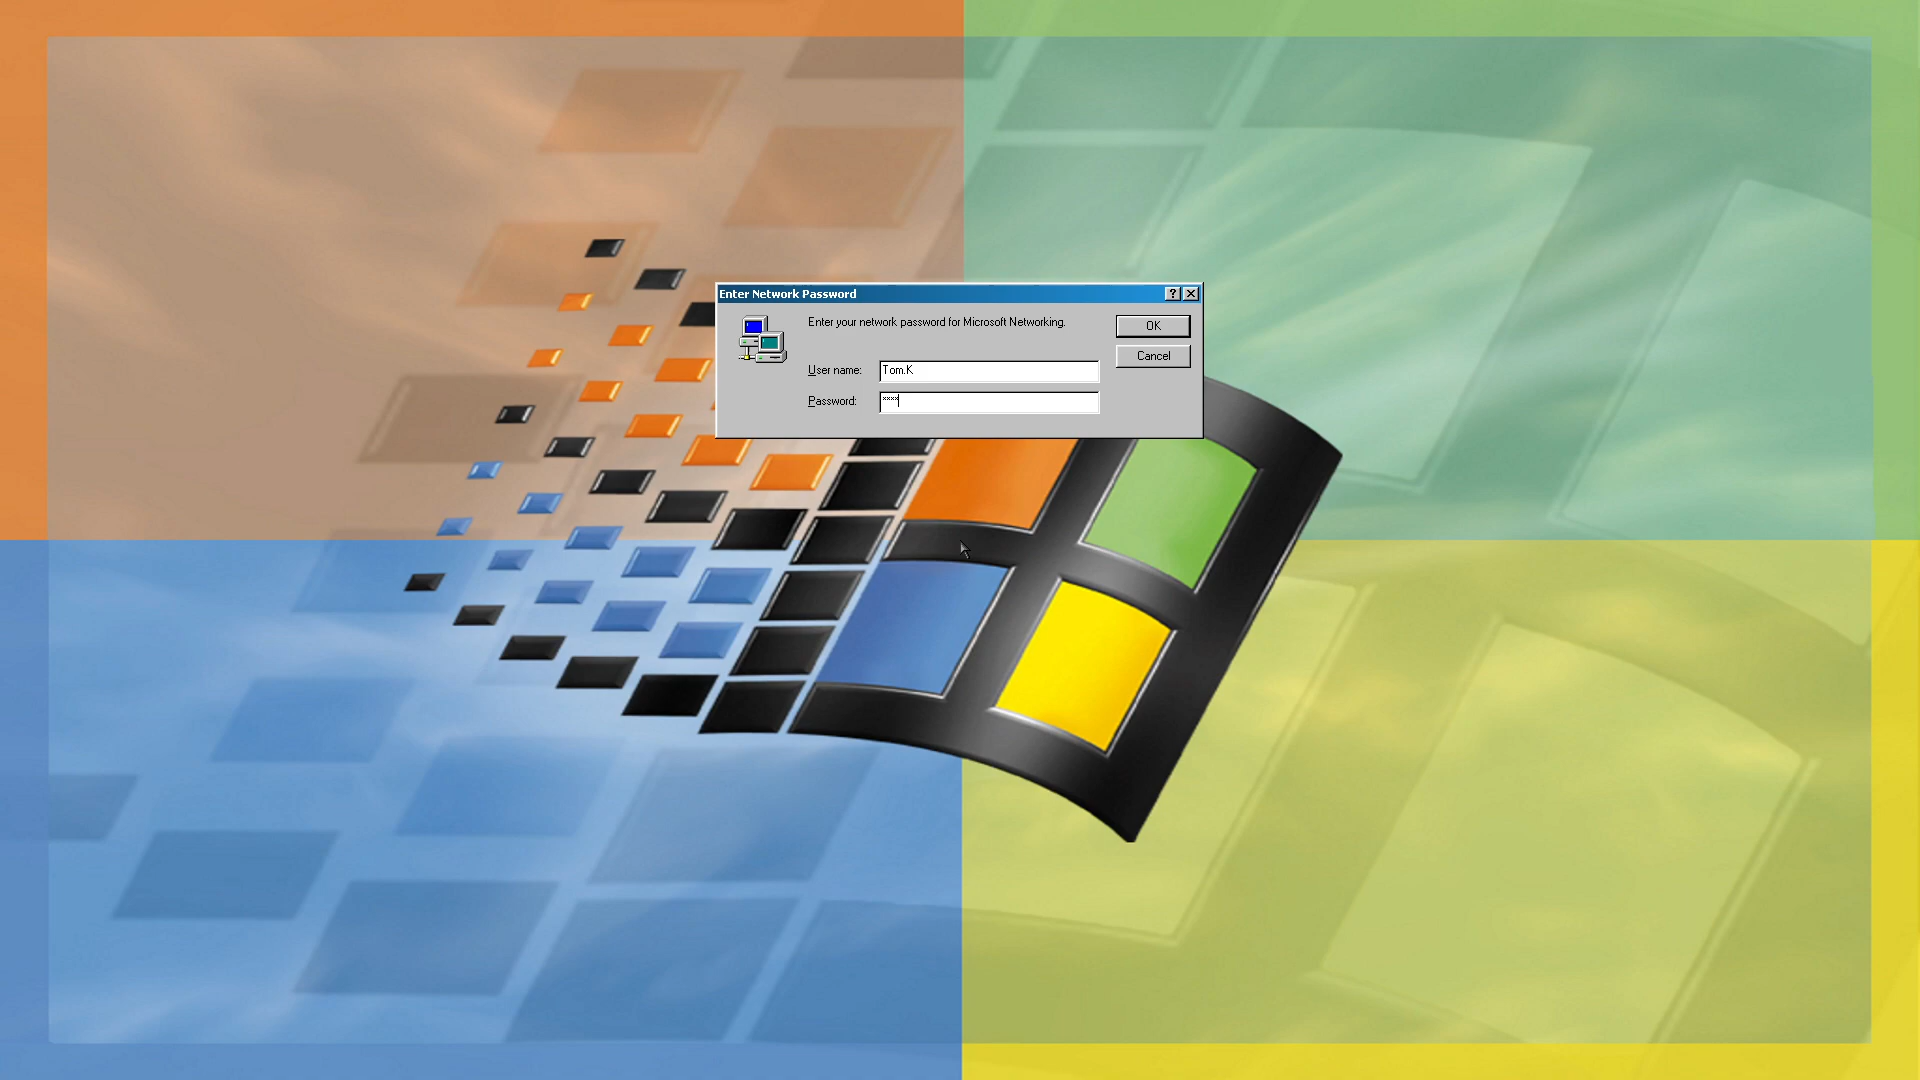 Enter Network Password
Enter your network password for Microsoft Networking.
OK
Cancel
User name: Tom.K
Password: ****